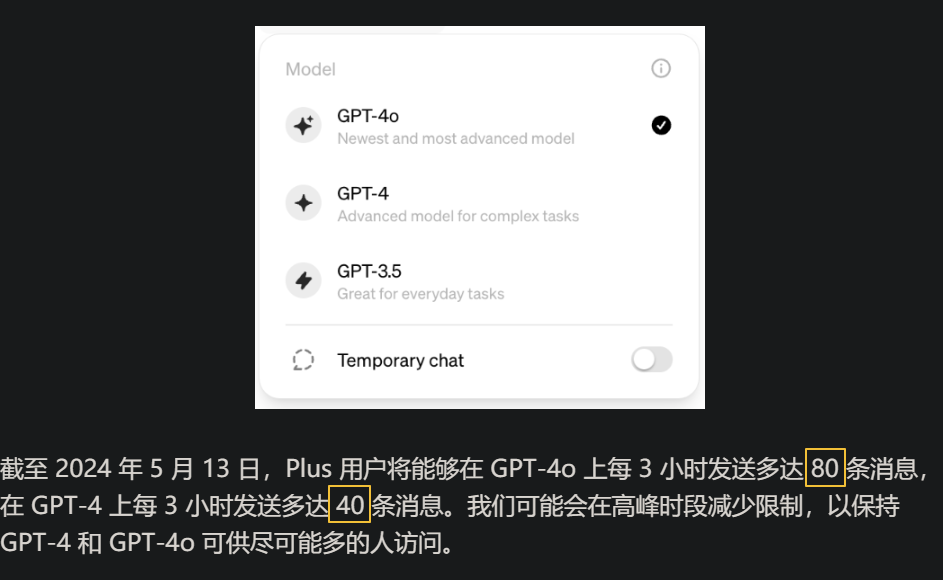 Model
GPT-4o
Newest and most advanced model
GPT-4
Advanced model for complex tasks
GPT-3.5
Great for everyday tasks
Temporary chat
截至 2024 年 5 月 13 日，Plus 用户将能够在 GPT-4o 上每 3 小时发送多达 80 条消息，
在 GPT-4 上每 3 小时发送多达 40 条消息。我们可能会在高峰时段减少限制，以保持
GPT-4 和 GPT-4o 可供尽可能多的人访问。